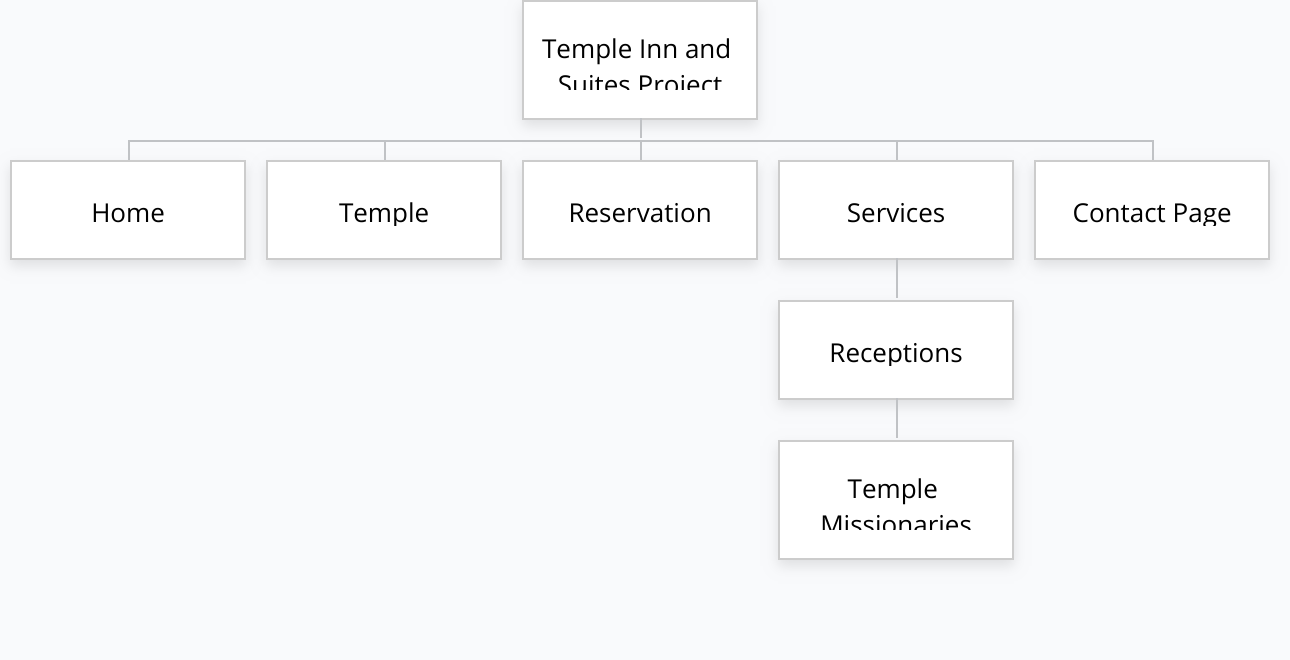 Temple Inn and
Suites Project
Home
Temple
Reservation
Services
Contact Page
Receptions
Temple
Missionaries